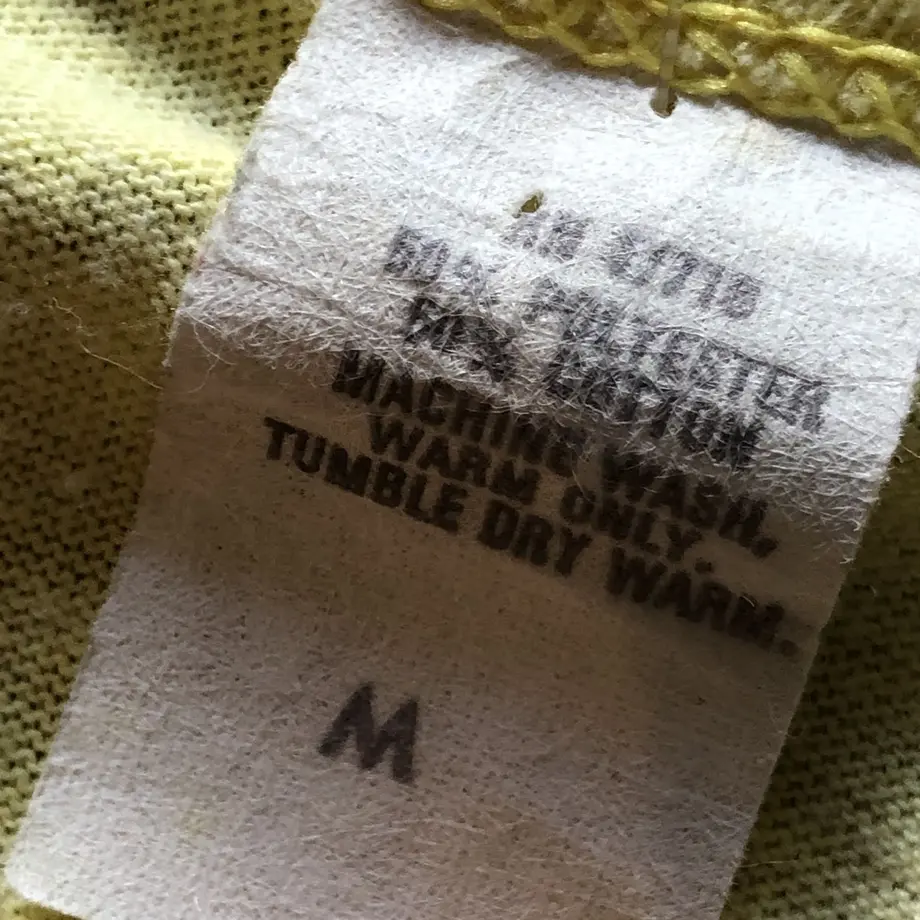 POLYESTER
COTTON
MACHINE WASH,
WARM ONLY.
TUMBLE DRY WARM.
M